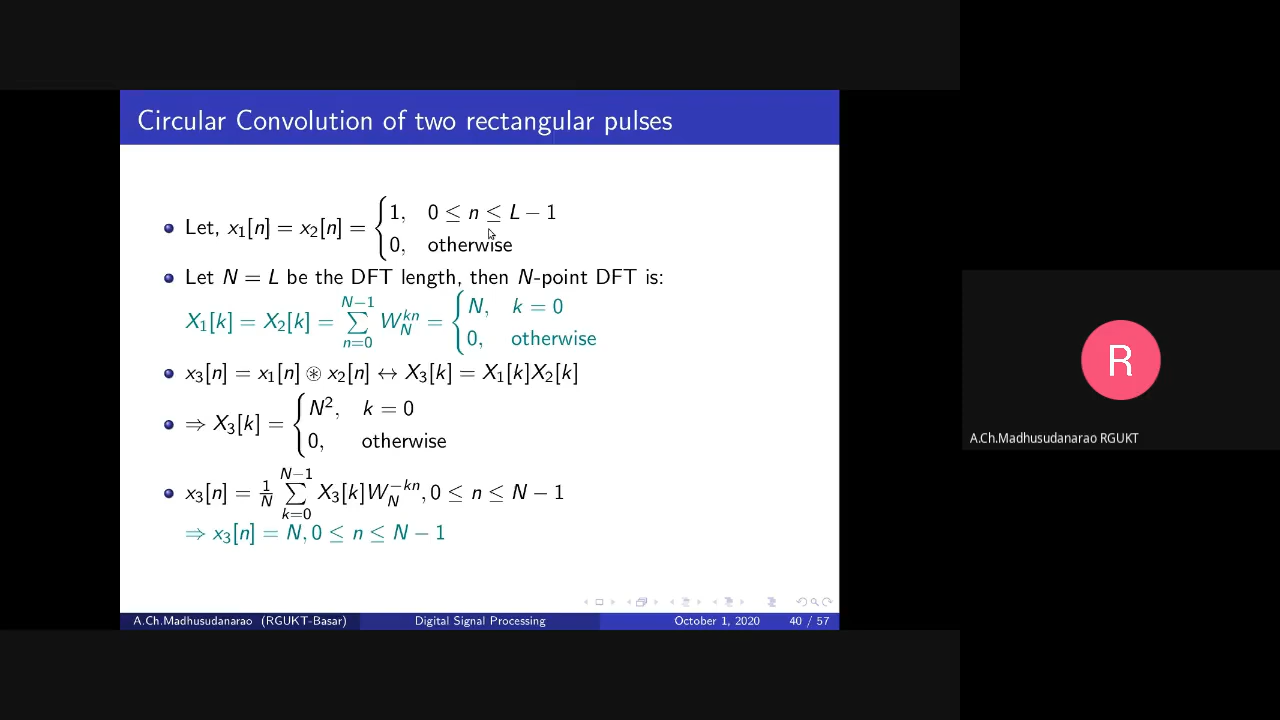 Circular Convolution of two rectangular pulses
Let, x₁[n] = x₂[n] = {1, 0 ≤ n ≤ L − 1
0, otherwise
Let N = L be the DFT length, then N-point DFT is:
X₁[k] = X₂[k] = ∑_{n=0}^{N−1} W_N^{kn} = {N, k = 0
0, otherwise
x₃[n] = x₁[n] ⊛ x₂[n] ↔ X₃[k] = X₁[k]X₂[k]
⇒ X₃[k] = {N², k = 0
0, otherwise
x₃[n] = 1/N ∑_{k=0}^{N−1} X₃[k]W_N^{−kn}, 0 ≤ n ≤ N − 1
⇒ x₃[n] = N, 0 ≤ n ≤ N − 1
A.Ch.Madhusudanarao (RGUKT-Basar) Digital Signal Processing October 1, 2020 40 / 57
R
A.Ch.Madhusudanarao RGUKT